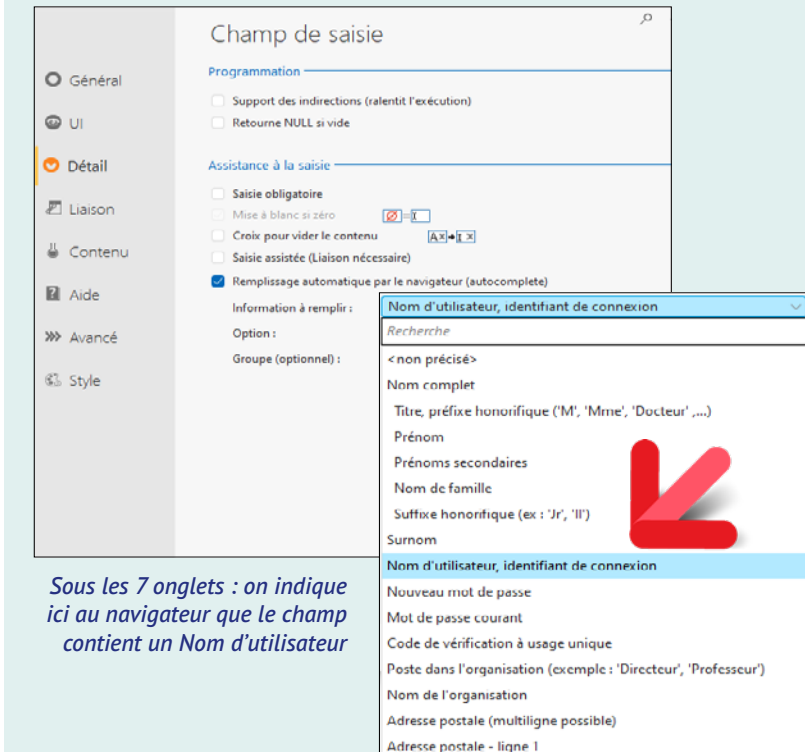 Champ de saisie
Général
UI
Détail
Liaison
Contenu
Aide
Avancé
Style
Programmation
Support des indirections (ralentit l'exécution)
Retourne NULL si vide
Assistance à la saisie
Saisie obligatoire
Mise à blanc si zéro
Croix pour vider le contenu
Saisie assistée (Liaison nécessaire)
Remplissage automatique par le navigateur (autocomplete)
Information à remplir :
Option :
Groupe (optionnel) :
Nom d'utilisateur, identifiant de connexion
Recherche
<non précisé>
Nom complet
Titre, préfixe honorifique ('M', 'Mme', 'Docteur' ,...)
Prénom
Prénoms secondaires
Nom de famille
Suffixe honorifique (ex : 'Jr', 'II')
Surnom
Nom d'utilisateur, identifiant de connexion
Nouveau mot de passe
Mot de passe courant
Code de vérification à usage unique
Poste dans l'organisation (exemple : 'Directeur', 'Professeur')
Nom de l'organisation
Adresse postale (multiligne possible)
Adresse postale - ligne 1
Sous les 7 onglets : on indique
ici au navigateur que le champ
contient un Nom d'utilisateur